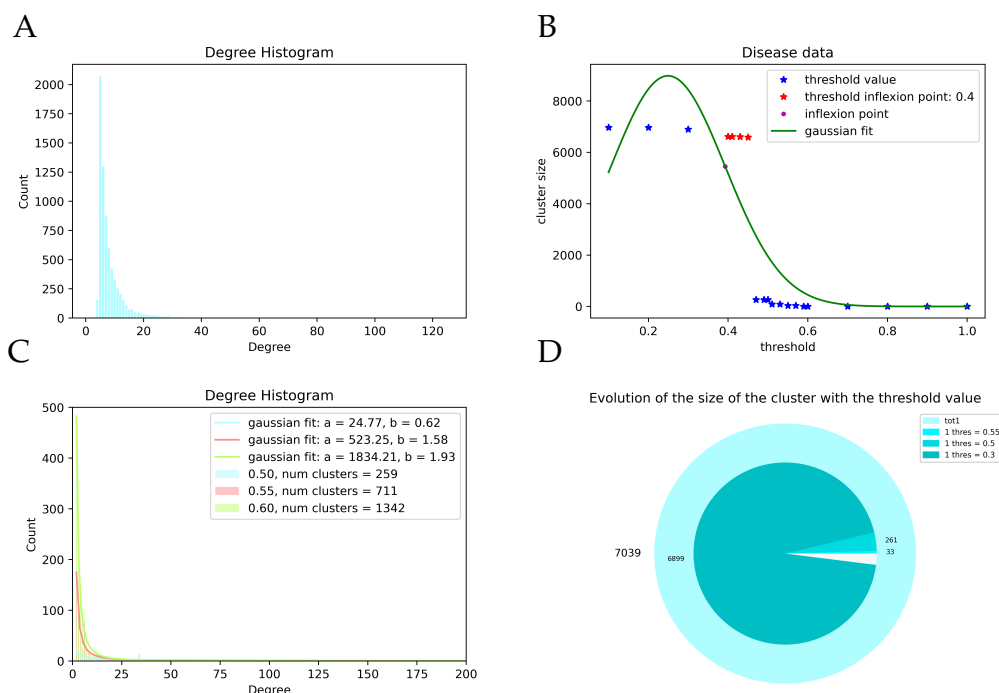 A
Degree Histogram
2000
1750
1500
1250
1000
750
500
250
0
Count
0 20 40 60 80 100 120
Degree
B
Disease data
8000
6000
4000
2000
0
cluster size
threshold value
threshold inflexion point: 0.4
inflexion point
gaussian fit
0.2 0.4 0.6 0.8 1.0
threshold
C
Degree Histogram
500
400
300
200
100
0
Count
gaussian fit: a = 24.77, b = 0.62
gaussian fit: a = 523.25, b = 1.58
gaussian fit: a = 1834.21, b = 1.93
0.50, num clusters = 259
0.55, num clusters = 711
0.60, num clusters = 1342
0 25 50 75 100 125 150 175 200
Degree
D
Evolution of the size of the cluster with the threshold value
tot1
1 thres = 0.55
1 thres = 0.5
1 thres = 0.3
7039
6899
261
33